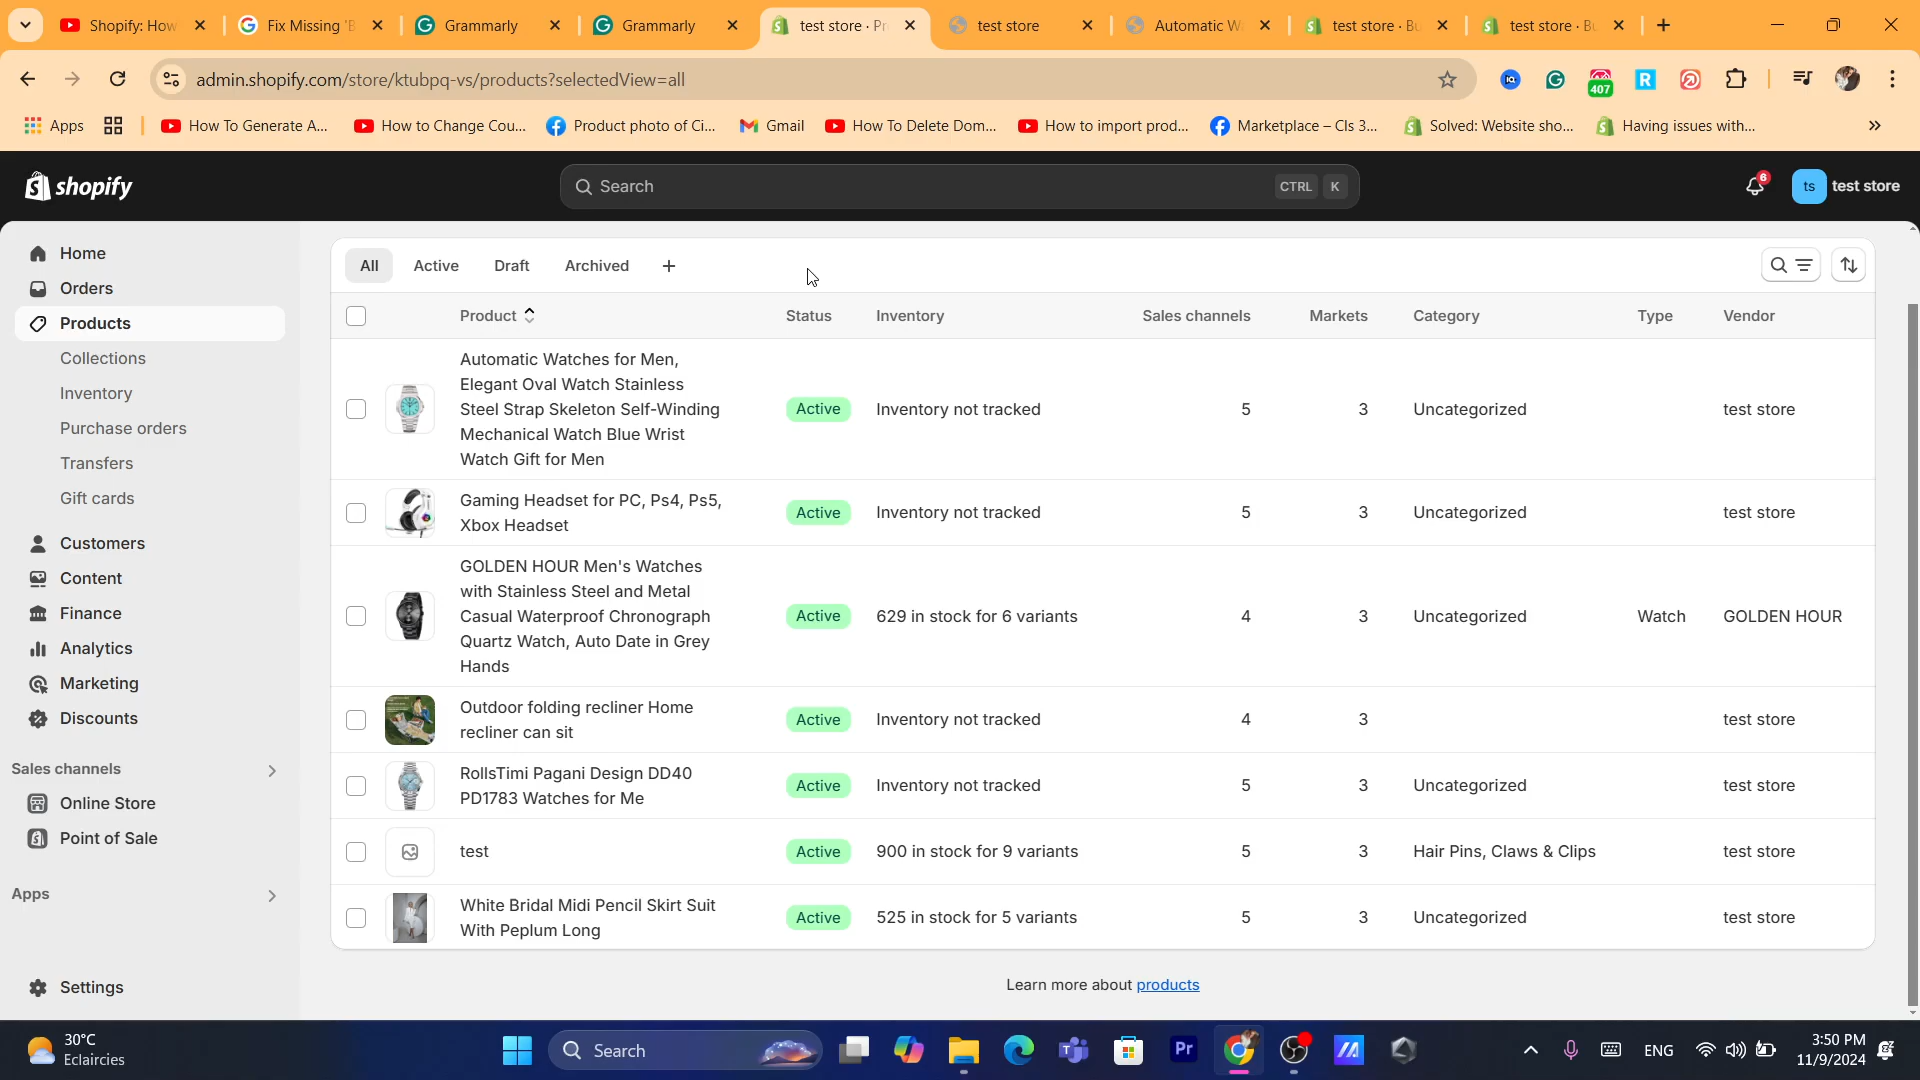 Shopify: How
Fix Missing 'B
Grammarly
Grammarly
test store · Pr
test store
Automatic W
test store · Bu
test store · Bu
admin.shopify.com/store/ktubpq-vs/products?selectedView=all
407
Apps
How To Generate A...
How to Change Cou...
Product photo of Ci...
Gmail
How To Delete Dom...
How to import prod...
Marketplace – Cls 3...
Solved: Website sho...
Having issues with...
shopify
Search
CTRL K
6
ts
test store
Home
Orders
Products
Collections
Inventory
Purchase orders
Transfers
Gift cards
Customers
Content
Finance
Analytics
Marketing
Discounts
Sales channels
Online Store
Point of Sale
Apps
Settings
All Active Draft Archived
Product Status Inventory Sales channels Markets Category Type Vendor
Automatic Watches for Men,
Elegant Oval Watch Stainless
Steel Strap Skeleton Self-Winding
Mechanical Watch Blue Wrist
Watch Gift for Men
Active Inventory not tracked 5 3 Uncategorized test store
Gaming Headset for PC, Ps4, Ps5,
Xbox Headset
Active Inventory not tracked 5 3 Uncategorized test store
GOLDEN HOUR Men's Watches
with Stainless Steel and Metal
Casual Waterproof Chronograph
Quartz Watch, Auto Date in Grey
Hands
Active 629 in stock for 6 variants 4 3 Uncategorized Watch GOLDEN HOUR
Outdoor folding recliner Home
recliner can sit
Active Inventory not tracked 4 3 test store
RollsTimi Pagani Design DD40
PD1783 Watches for Me
Active Inventory not tracked 5 3 Uncategorized test store
test Active 900 in stock for 9 variants 5 3 Hair Pins, Claws & Clips test store
White Bridal Midi Pencil Skirt Suit
With Peplum Long
Active 525 in stock for 5 variants 5 3 Uncategorized test store
Learn more about products
30°C
Eclaircies
Search
Pr
ENG
3:50 PM
11/9/2024